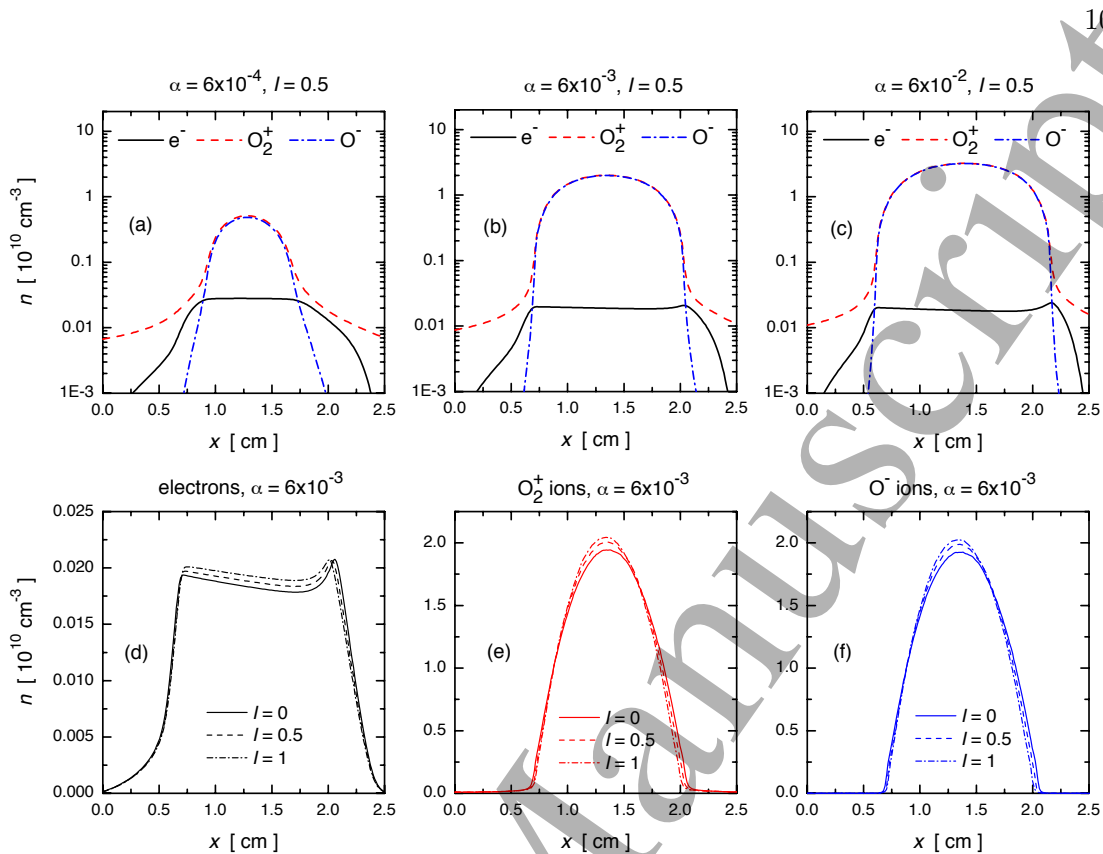 10
α = 6x10⁻⁴, I = 0.5
α = 6x10⁻³, I = 0.5
α = 6x10⁻², I = 0.5
10
1
0.1
0.01
1E-3
n [ 10¹⁰ cm⁻³ ]
e⁻ O₂⁺ O⁻
(a)
0.0 0.5 1.0 1.5 2.0 2.5
x [ cm ]
10
1
0.1
0.01
1E-3
e⁻ O₂⁺ O⁻
(b)
0.0 0.5 1.0 1.5 2.0 2.5
x [ cm ]
10
1
0.1
0.01
1E-3
e⁻ O₂⁺ O⁻
(c)
0.0 0.5 1.0 1.5 2.0 2.5
x [ cm ]
electrons, α = 6x10⁻³
O₂⁺ ions, α = 6x10⁻³
O⁻ ions, α = 6x10⁻³
0.025
0.020
0.015
0.010
0.005
0.000
n [ 10¹⁰ cm⁻³ ]
(d)
I = 0
I = 0.5
I = 1
0.0 0.5 1.0 1.5 2.0 2.5
x [ cm ]
2.0
1.5
1.0
0.5
0.0
(e)
I = 0
I = 0.5
I = 1
0.0 0.5 1.0 1.5 2.0 2.5
x [ cm ]
2.0
1.5
1.0
0.5
0.0
(f)
I = 0
I = 0.5
I = 1
0.0 0.5 1.0 1.5 2.0 2.5
x [ cm ]
Manuscript